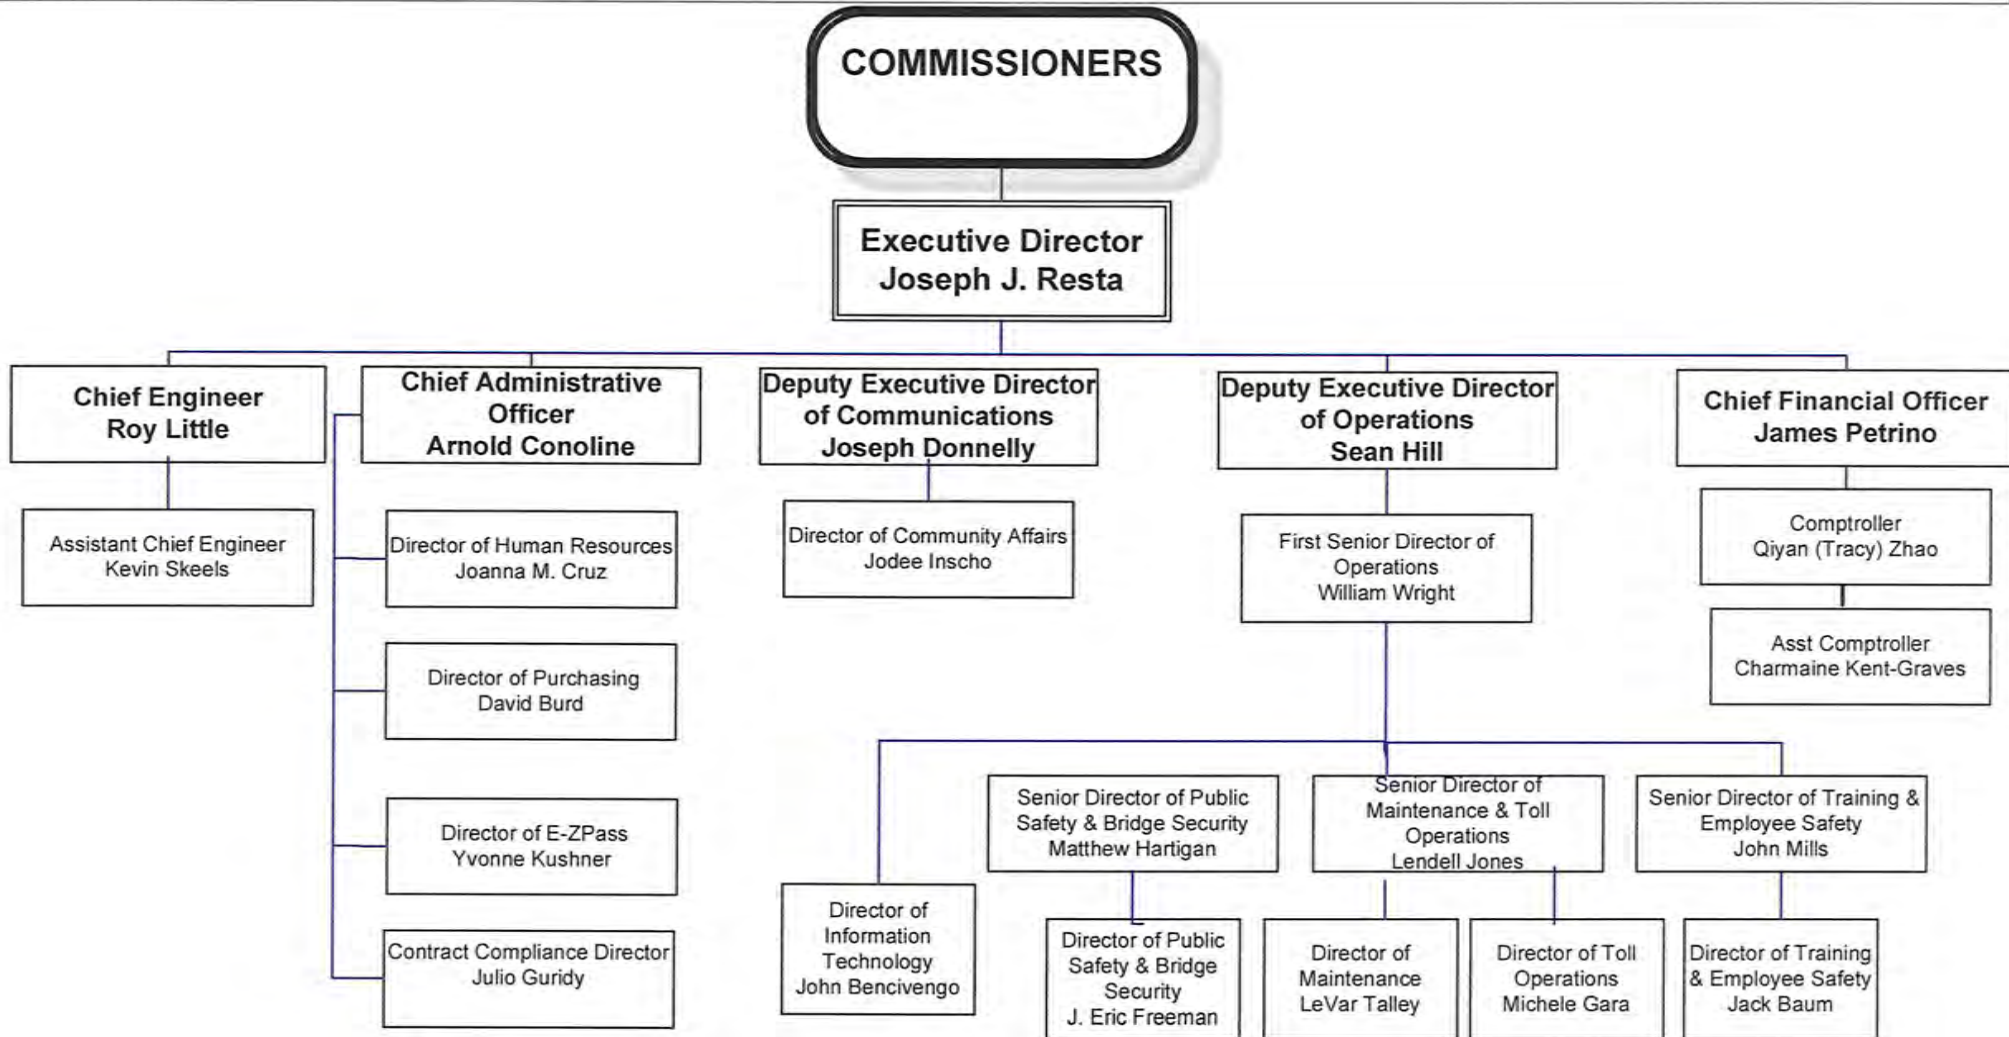 COMMISSIONERS
Executive Director
Joseph J. Resta
Chief Engineer
Roy Little
Chief Administrative
Officer
Arnold Conoline
Deputy Executive Director
of Communications
Joseph Donnelly
Deputy Executive Director
of Operations
Sean Hill
Chief Financial Officer
James Petrino
Assistant Chief Engineer
Kevin Skeels
Director of Human Resources
Joanna M. Cruz
Director of Purchasing
David Burd
Director of E-ZPass
Yvonne Kushner
Contract Compliance Director
Julio Guridy
Director of Community Affairs
Jodee Inscho
First Senior Director of
Operations
William Wright
Comptroller
Qiyan (Tracy) Zhao
Asst Comptroller
Charmaine Kent-Graves
Director of
Information
Technology
John Bencivengo
Senior Director of Public
Safety & Bridge Security
Matthew Hartigan
Director of Public
Safety & Bridge
Security
J. Eric Freeman
Senior Director of
Maintenance & Toll
Operations
Lendell Jones
Director of
Maintenance
LeVar Talley
Director of Toll
Operations
Michele Gara
Senior Director of Training &
Employee Safety
John Mills
Director of Training
& Employee Safety
Jack Baum